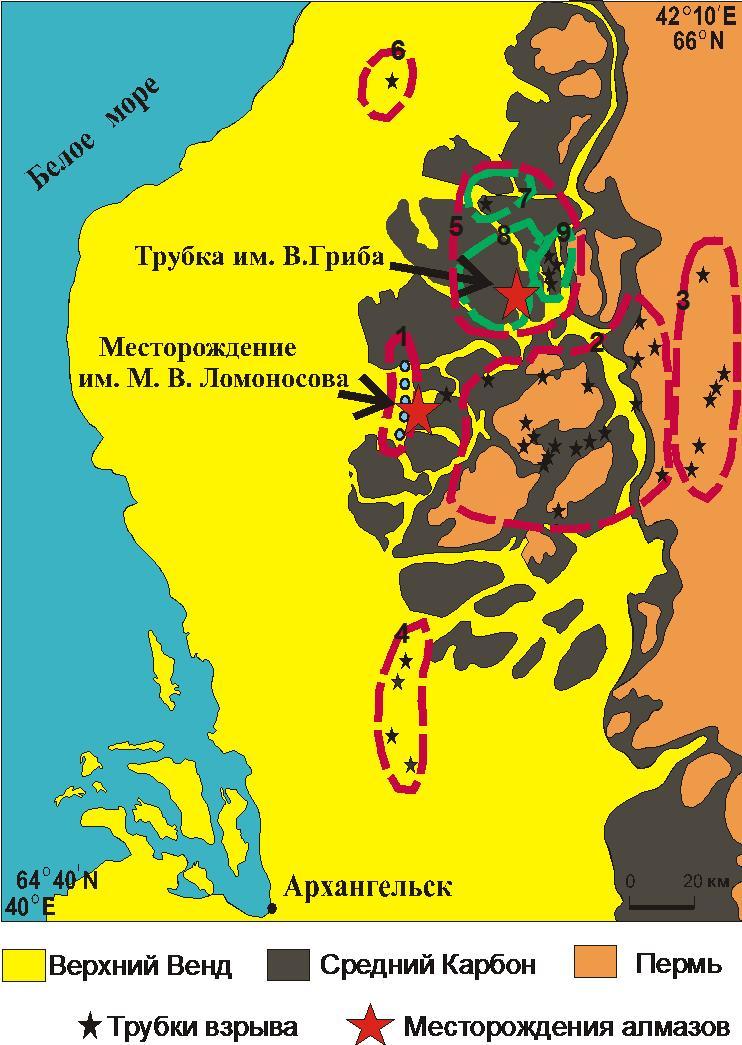 42°10'E
66°N
6
Белое море
7
5
8
9
Трубка им. В.Гриба
3
1
2
Месторождение
им. М. В. Ломоносова
4
64°40'N
40°E
Архангельск
0 20 км
Верхний Венд Средний Карбон Пермь
Трубки взрыва Месторождения алмазов